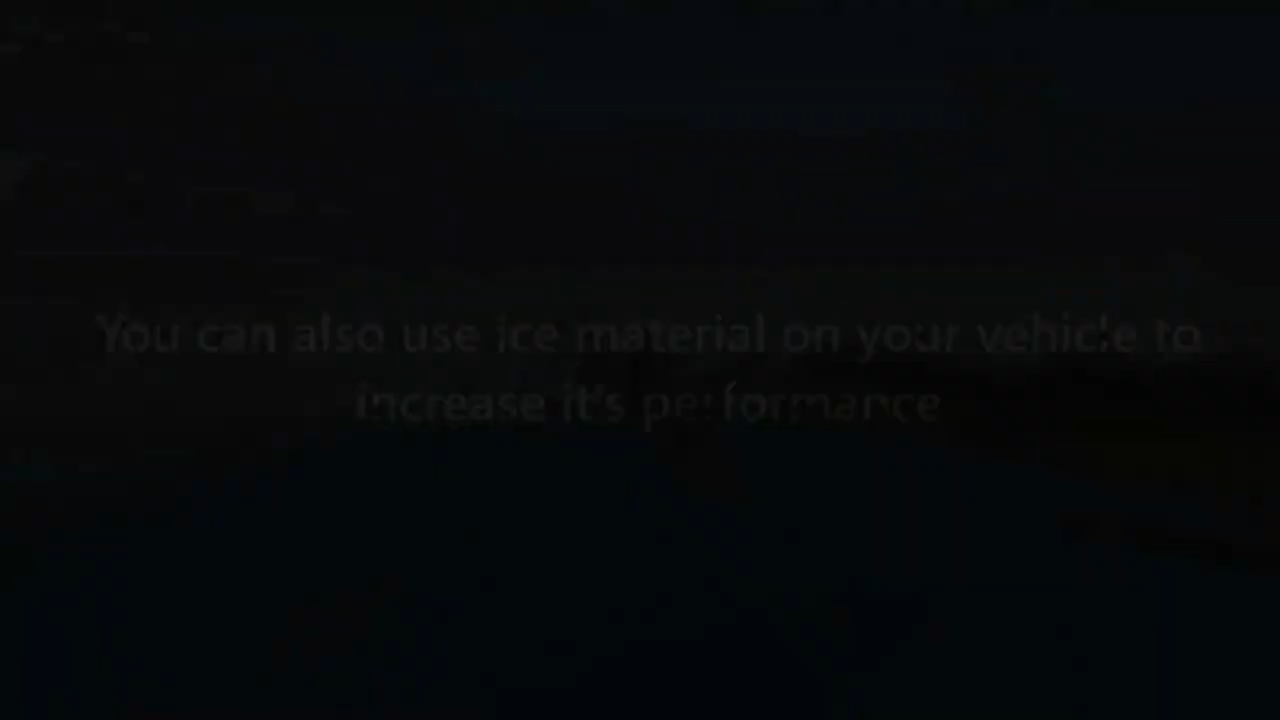 You can also use ice material on your vehicle to
increase it's performance